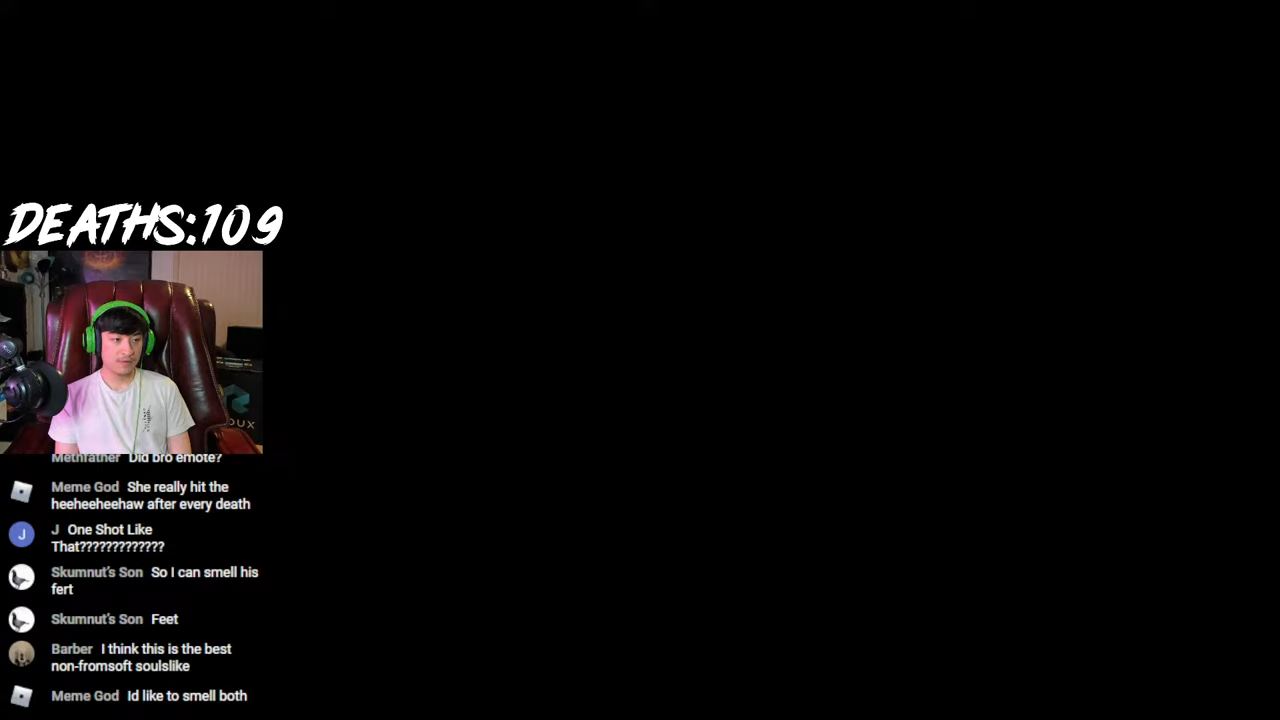 DEATHS:109
OUX
Methfather Did bro emote?
Meme God She really hit the
heeheeheehaw after every death
J
J One Shot Like
That?????????????
Skumnut's Son So I can smell his
fert
Skumnut's Son Feet
Barber I think this is the best
non-fromsoft soulslike
Meme God Id like to smell both